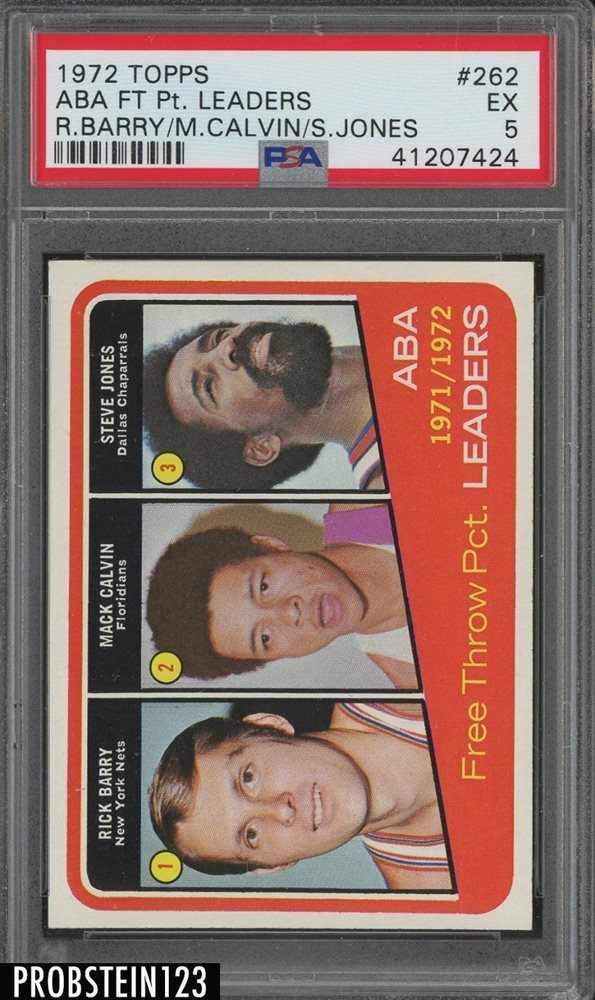 1972 TOPPS #262
ABA FT Pt. LEADERS EX
R.BARRY/M.CALVIN/S.JONES 5
PSA 41207424
RICK BARRY
New York Nets
1
MACK CALVIN
Floridians
2
STEVE JONES
Dallas Chaparrals
3
ABA
1971/1972
Free Throw Pct. LEADERS
PROBSTEIN123